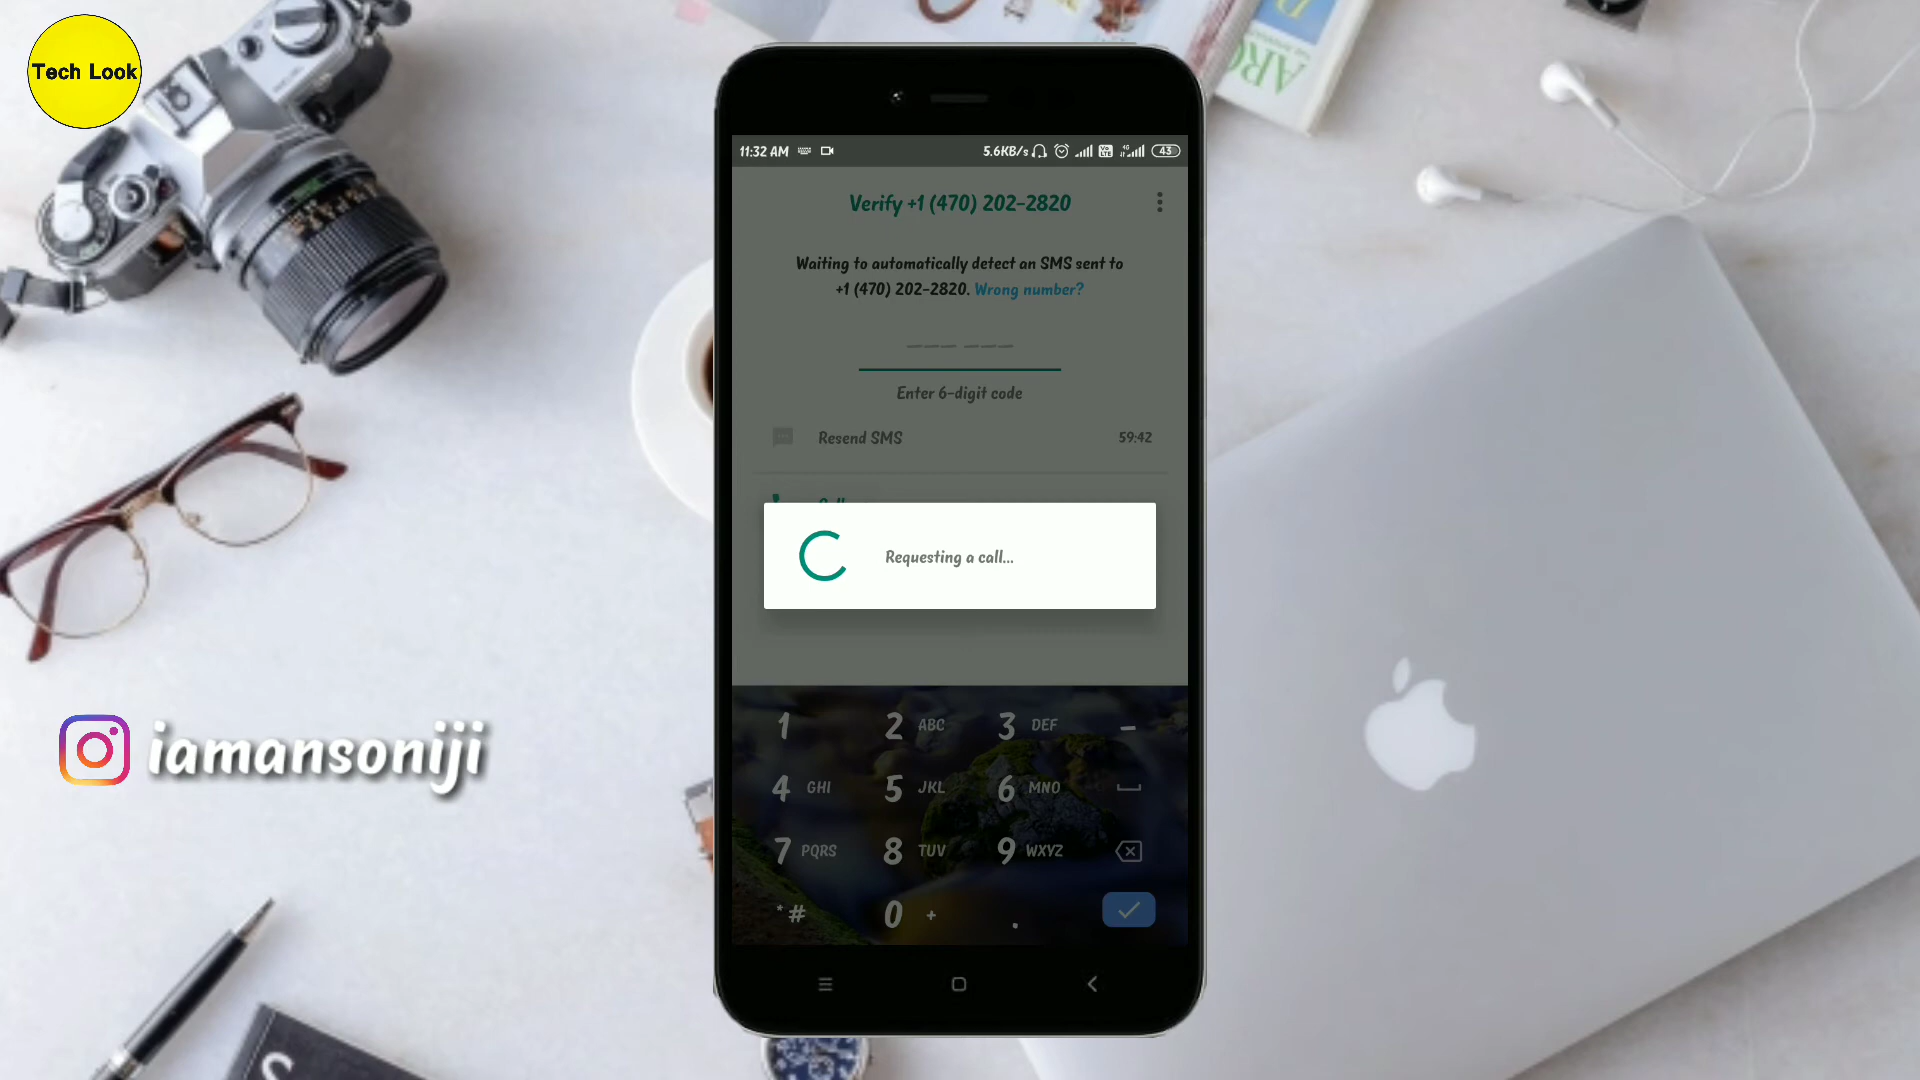 Tech Look
11:32 AM
5.6KB/s
43
Verify +1 (470) 202-2820
Waiting to automatically detect an SMS sent to
+1 (470) 202-2820. Wrong number?
Enter 6-digit code
Resend SMS 59:42
Requesting a call...
1 2 ABC 3 DEF -
4 GHI 5 JKL 6 MNO
7 PQRS 8 TUV 9 WXYZ
*# 0 + .
iamansoniji